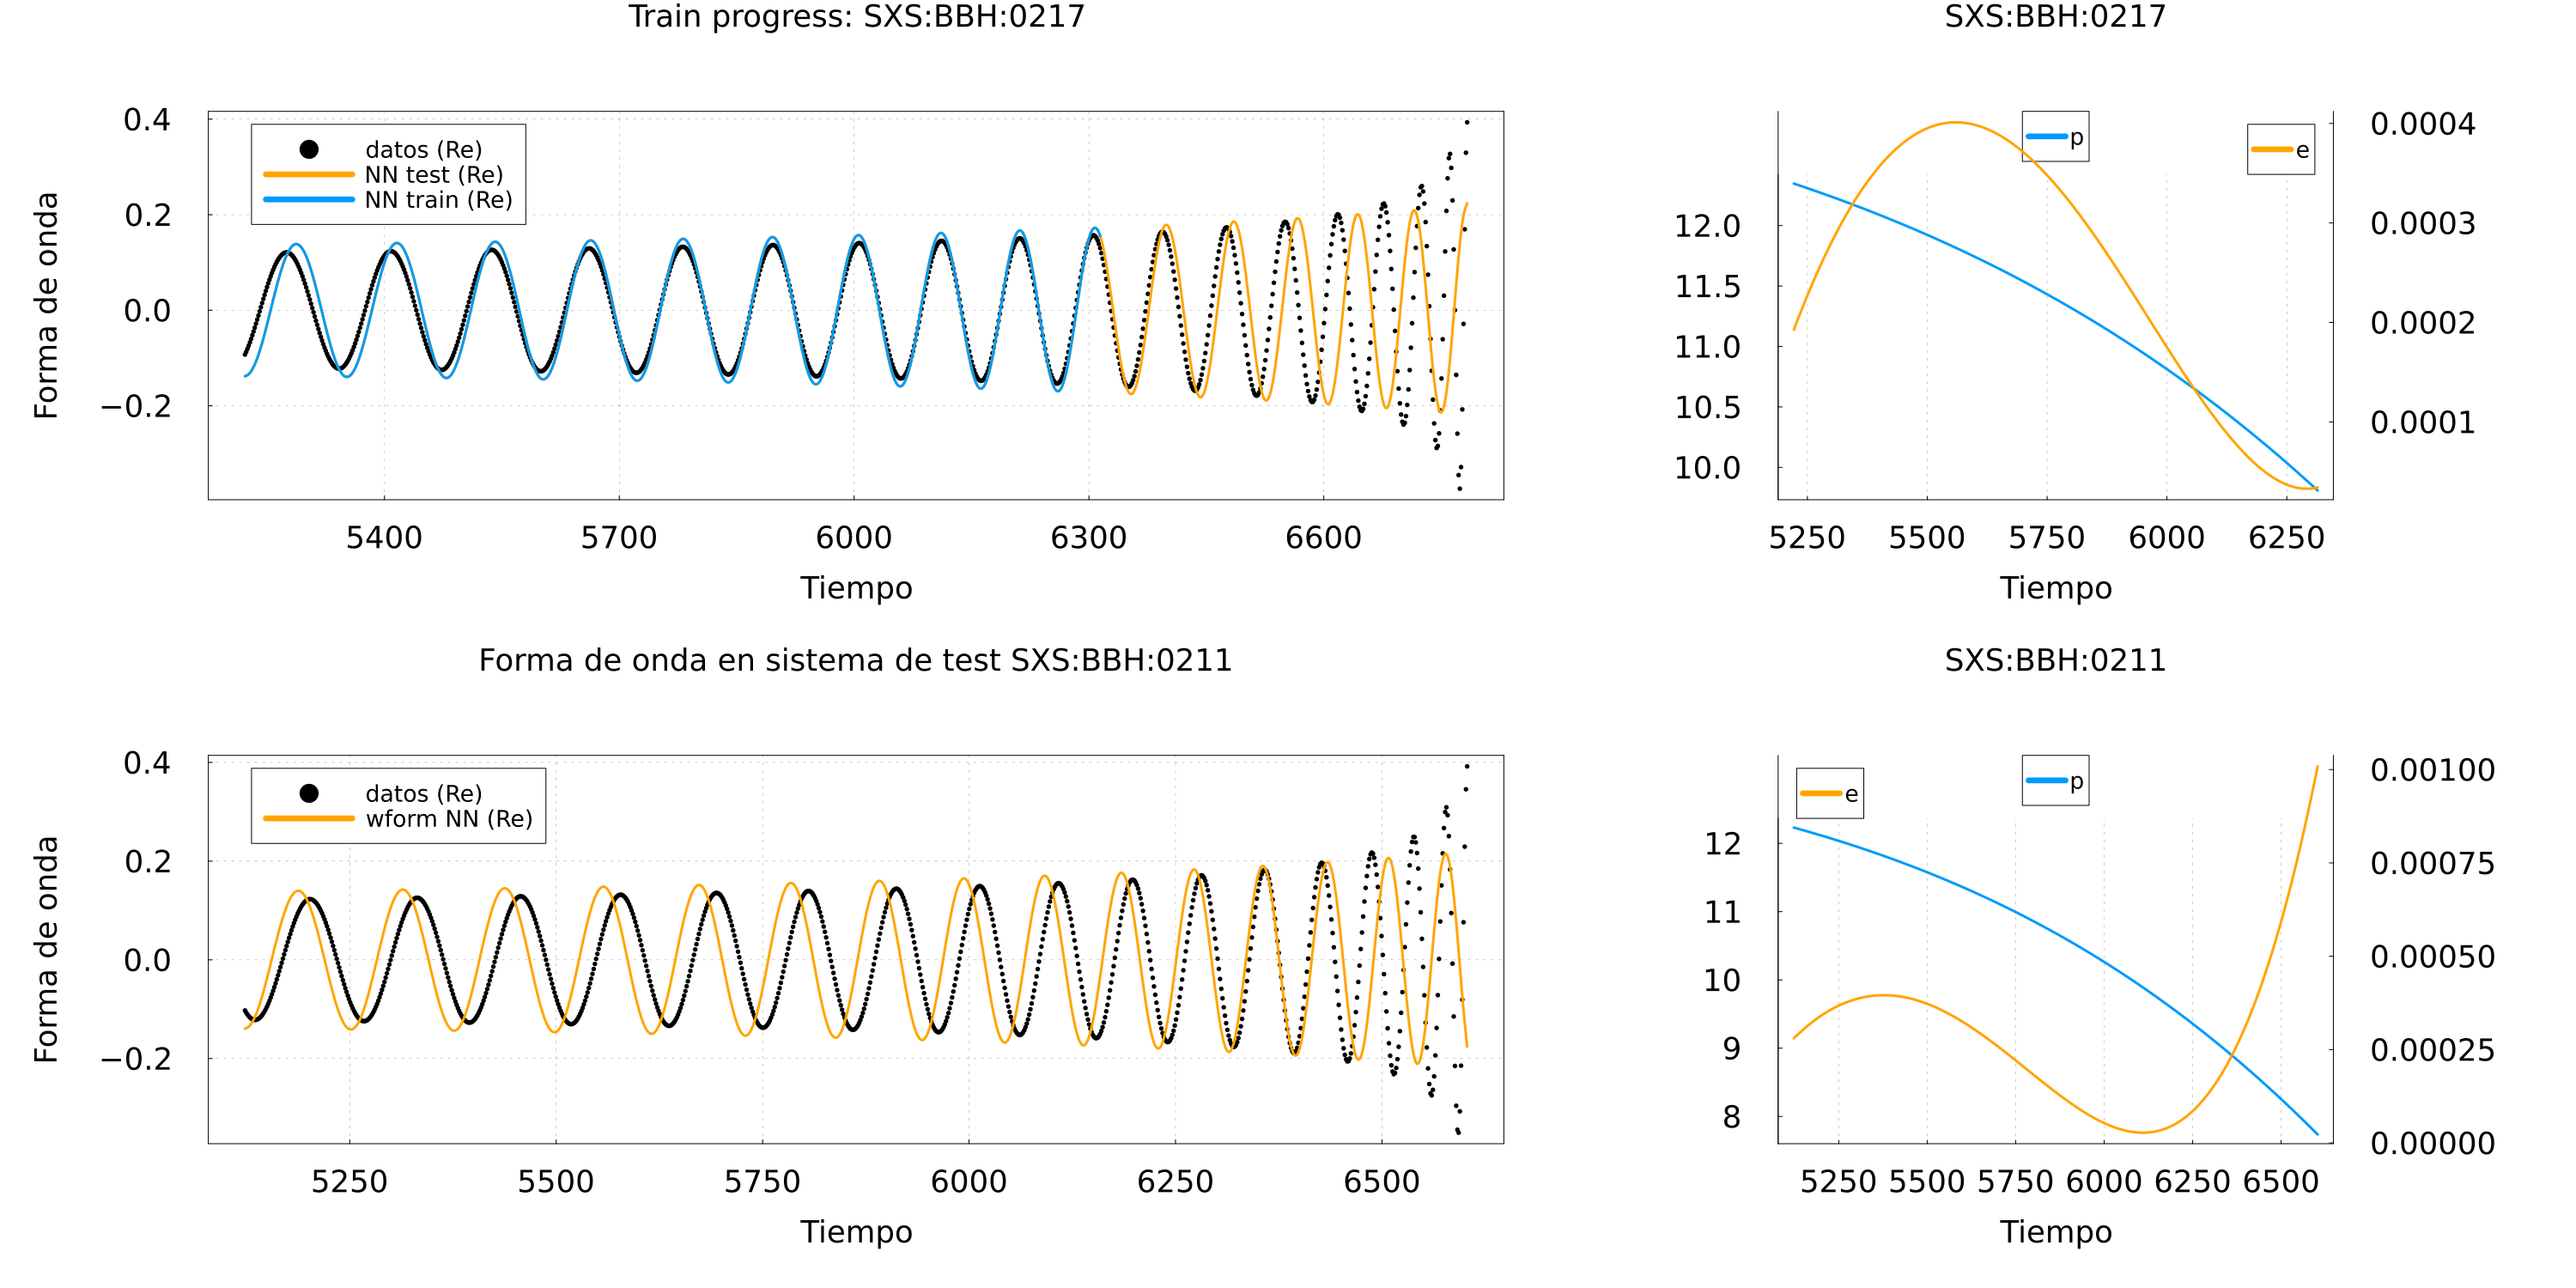 Train progress: SXS:BBH:0217
Forma de onda
0.4
0.2
0.0
−0.2
datos (Re)
NN test (Re)
NN train (Re)
5400 5700 6000 6300 6600
Tiempo
SXS:BBH:0217
12.0
11.5
11.0
10.5
10.0
p
e
0.0004
0.0003
0.0002
0.0001
5250 5500 5750 6000 6250
Tiempo
Forma de onda en sistema de test SXS:BBH:0211
Forma de onda
0.4
0.2
0.0
−0.2
datos (Re)
wform NN (Re)
5250 5500 5750 6000 6250 6500
Tiempo
SXS:BBH:0211
12
11
10
9
8
e
p
0.00100
0.00075
0.00050
0.00025
0.00000
5250 5500 5750 6000 6250 6500
Tiempo